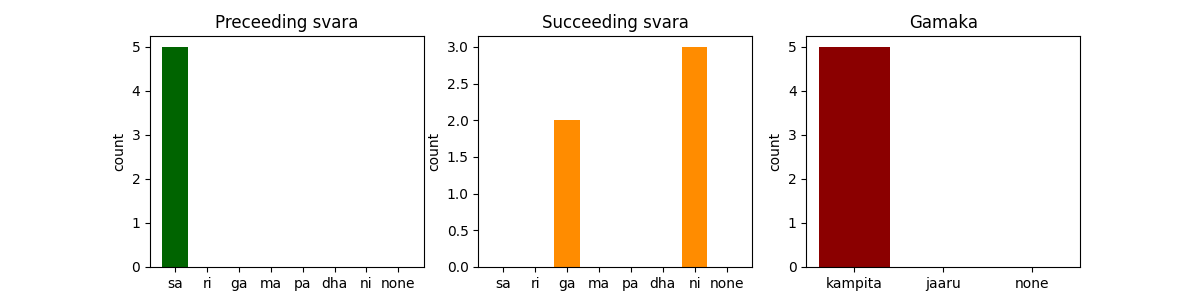 Preceeding svara
count
5
4
3
2
1
0
sa ri ga ma pa dha ni none
Succeeding svara
count
3.0
2.5
2.0
1.5
1.0
0.5
0.0
sa ri ga ma pa dha ni none
Gamaka
count
5
4
3
2
1
0
kampita jaaru none